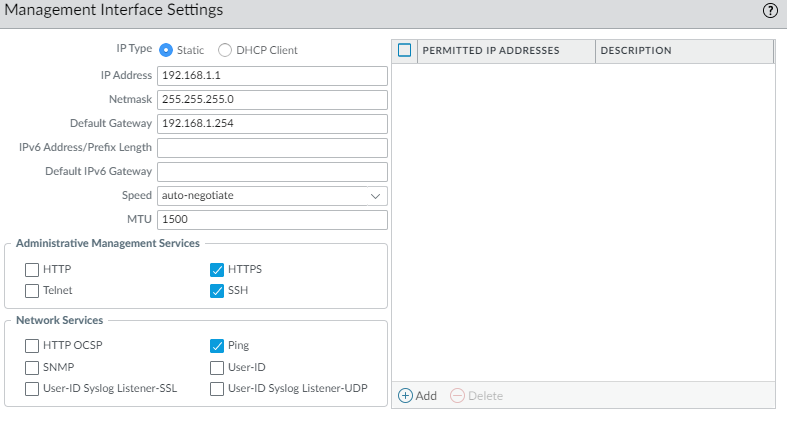 Management Interface Settings
IP Type Static DHCP Client
IP Address 192.168.1.1
Netmask 255.255.255.0
Default Gateway 192.168.1.254
IPv6 Address/Prefix Length
Default IPv6 Gateway
Speed auto-negotiate
MTU 1500
Administrative Management Services
HTTP HTTPS
Telnet SSH
Network Services
HTTP OCSP Ping
SNMP User-ID
User-ID Syslog Listener-SSL User-ID Syslog Listener-UDP
PERMITTED IP ADDRESSES DESCRIPTION
Add Delete